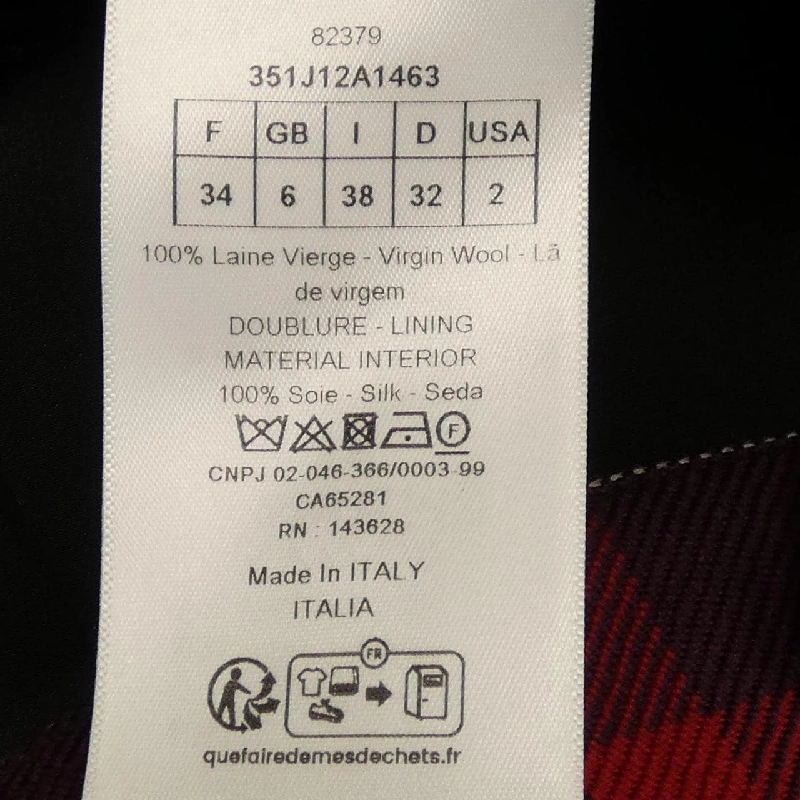 82379
351J12A1463
F GB I D USA
34 6 38 32 2
100% Laine Vierge - Virgin Wool - Lã
de virgem
DOUBLURE - LINING
MATERIAL INTERIOR
100% Soie - Silk - Seda
F
CNPJ 02-046-366/0003-99
CA65281
RN : 143628
Made In ITALY
ITALIA
FR
quefairedemesdechets.fr